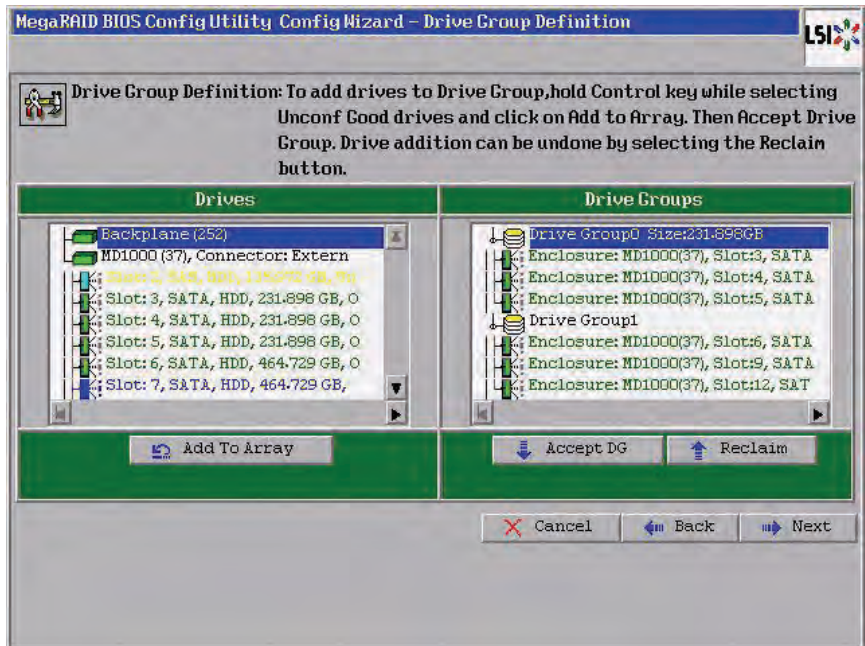 MegaRAID BIOS Config Utility Config Wizard – Drive Group Definition
LSI
Drive Group Definition: To add drives to Drive Group,hold Control key while selecting
Unconf Good drives and click on Add to Array. Then Accept Drive
Group. Drive addition can be undone by selecting the Reclaim
button.
Drives
Backplane (252)
MD1000 (37), Connector: Extern
Slot: 3, SATA, HDD, 231.898 GB, O
Slot: 4, SATA, HDD, 231.898 GB, O
Slot: 5, SATA, HDD, 231.898 GB, O
Slot: 6, SATA, HDD, 464.729 GB, O
Slot: 7, SATA, HDD, 464.729 GB,
Add To Array
Drive Groups
Drive Group0 Size:231.898GB
Enclosure: MD1000(37), Slot:3, SATA
Enclosure: MD1000(37), Slot:4, SATA
Enclosure: MD1000(37), Slot:5, SATA
Drive Group1
Enclosure: MD1000(37), Slot:6, SATA
Enclosure: MD1000(37), Slot:9, SATA
Enclosure: MD1000(37), Slot:12, SAT
Accept DG
Reclaim
Cancel
Back
Next